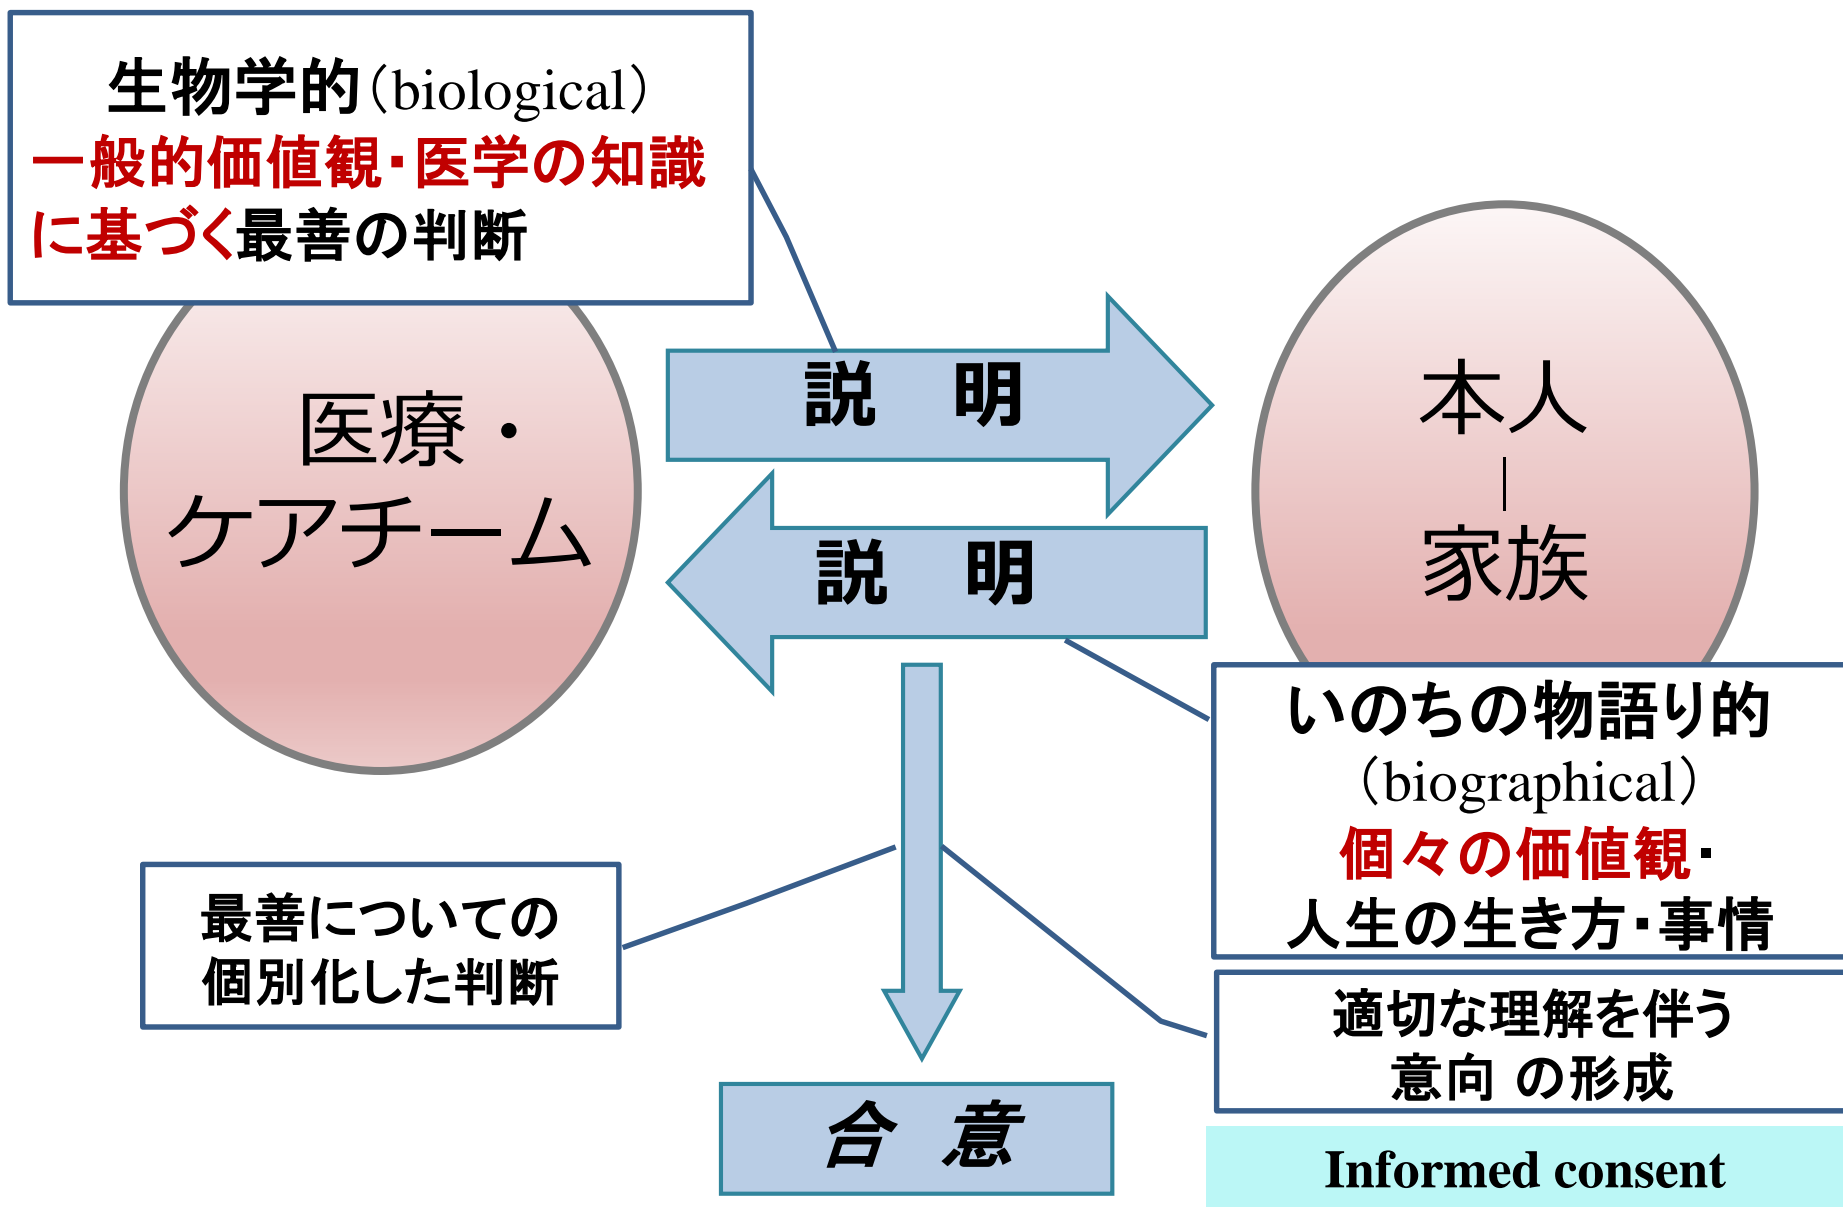 生物学的（biological）
一般的価値観・医学の知識
に基づく最善の判断
医療・
ケアチーム
説　明
説　明
本人
｜
家族
いのちの物語り的
（biographical）
個々の価値観・
人生の生き方・事情
最善についての
個別化した判断
適切な理解を伴う
意向 の形成
合 意
Informed consent